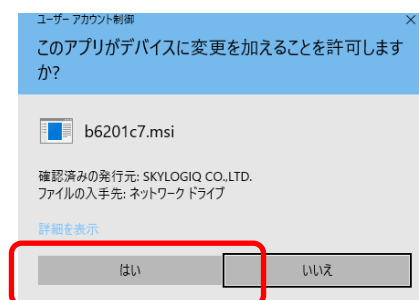 ユーザー アカウント制御
×
このアプリがデバイスに変更を加えることを許可します
か?
b6201c7.msi
確認済みの発行元: SKYLOGIQ CO.,LTD.
ファイルの入手先: ネットワーク ドライブ
詳細を表示
はい
いいえ